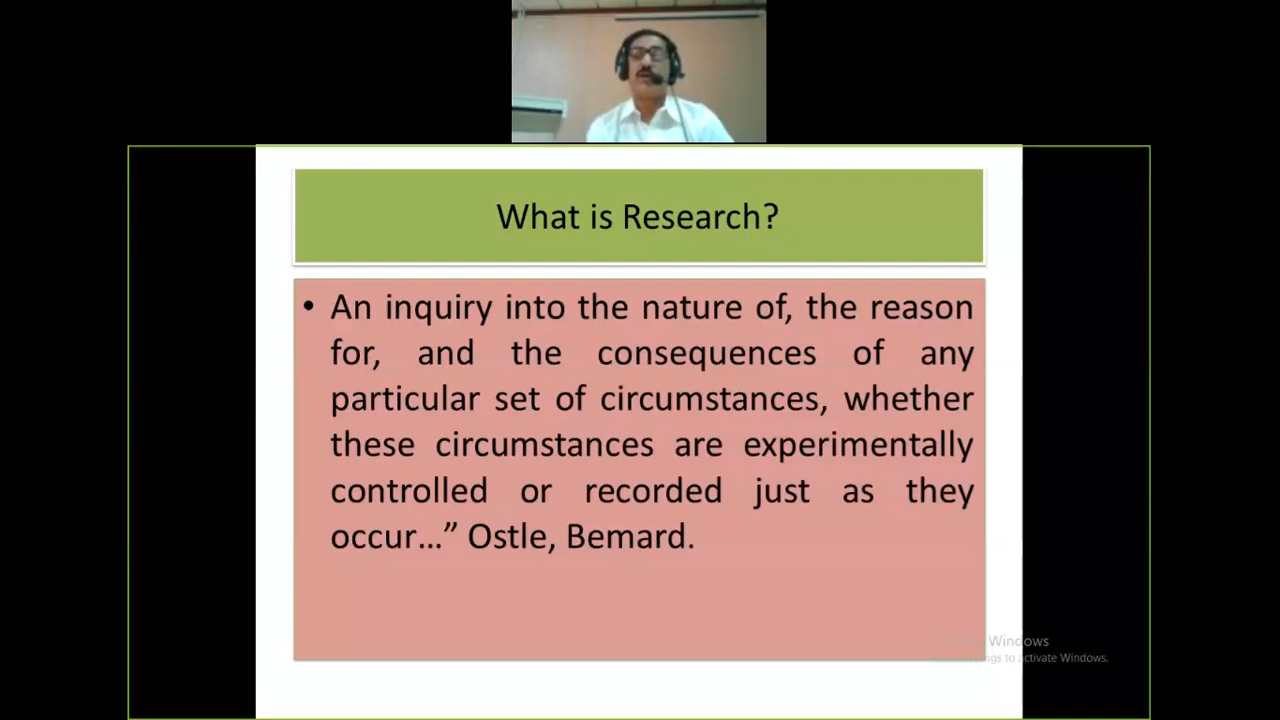 What is Research?
• An inquiry into the nature of, the reason
for, and the consequences of any
particular set of circumstances, whether
these circumstances are experimentally
controlled or recorded just as they
occur...” Ostle, Bemard.
Windows
to activate Windows.